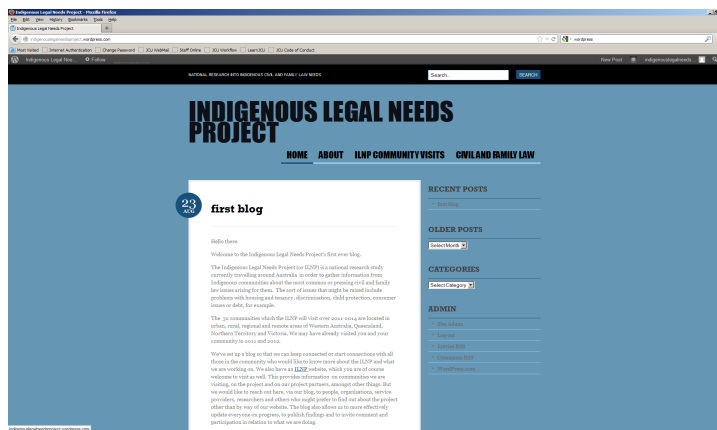 Indigenous Legal Needs Project - Mozilla Firefox
File Edit View History Bookmarks Tools Help
Indigenous Legal Needs Project
indigenouslegalneedsproject.wordpress.com
wordpress
Most Visited Internet Authentication Change Password JCU WebMail Staff Online JCU Workflow LearnJCU JCU Code of Conduct
Indigenous Legal Nee... Follow New Post indigenouslegalneeds
NATIONAL RESEARCH INTO INDIGENOUS CIVIL AND FAMILY LAW NEEDS
Search... SEARCH
INDIGENOUS LEGAL NEEDS
PROJECT
HOME ABOUT ILNP COMMUNITY VISITS CIVIL AND FAMILY LAW
23
AUG
first blog
Hello there.
Welcome to the Indigenous Legal Needs Project's first ever blog.
The Indigenous Legal Needs Project (or ILNP) is a national research study
currently travelling around Australia in order to gather information from
Indigenous communities about the most common or pressing civil and family
law issues arising for them. The sort of issues that might be raised include
problems with housing and tenancy, discrimination, child protection, consumer
issues or debt, for example.
The 32 communities which the ILNP will visit over 2011-2014 are located in
urban, rural, regional and remote areas of Western Australia, Queensland,
Northern Territory and Victoria. We may have already visited you and your
community in 2011 and 2012.
We've set up a blog so that we can keep connected or start connections with all
those in the community who would like to know more about the ILNP and what
we are working on. We also have an ILNP website, which you are of course
welcome to visit as well. This provides information on communities we are
visiting, on the project and on our project partners, amongst other things. But
we would like to reach out here, via our blog, to people, organisations, service
providers, researchers and others who might prefer to find out about the project
other than by way of our website. The blog also allows us to more effectively
update everyone on progress, to publish findings and to invite comment and
participation in relation to what we are doing.
RECENT POSTS
first blog
OLDER POSTS
Select Month
CATEGORIES
Select Category
ADMIN
Site Admin
Log out
Entries RSS
Comments RSS
WordPress.com
indigenouslegalneedsproject.wordpress.com